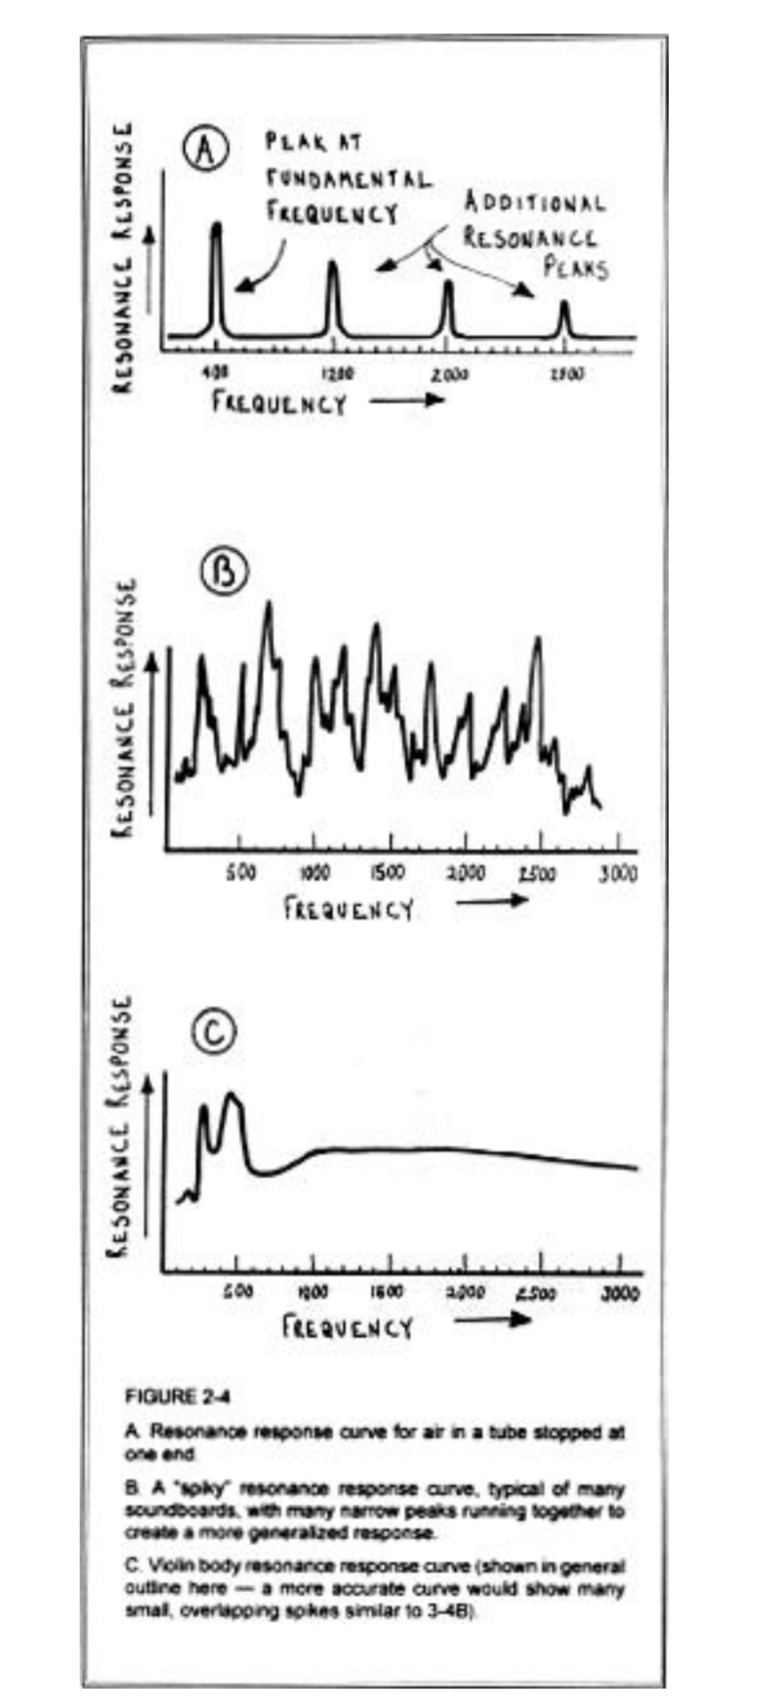 A
PEAK AT
FUNDAMENTAL
FREQUENCY
ADDITIONAL
RESONANCE
PEAKS
RESONANCE RESPONSE
400 1200 2000 2800
FREQUENCY
B
RESONANCE RESPONSE
500 1000 1500 2000 2500 3000
FREQUENCY
C
RESONANCE RESPONSE
500 1000 1500 2000 2500 3000
FREQUENCY
FIGURE 2-4
A. Resonance response curve for air in a tube stopped at
one end.
B. A "spiky" resonance response curve, typical of many
soundboards, with many narrow peaks running together to
create a more generalized response.
C. Violin body resonance response curve (shown in general
outline here — a more accurate curve would show many
small, overlapping spikes similar to 3-4B).